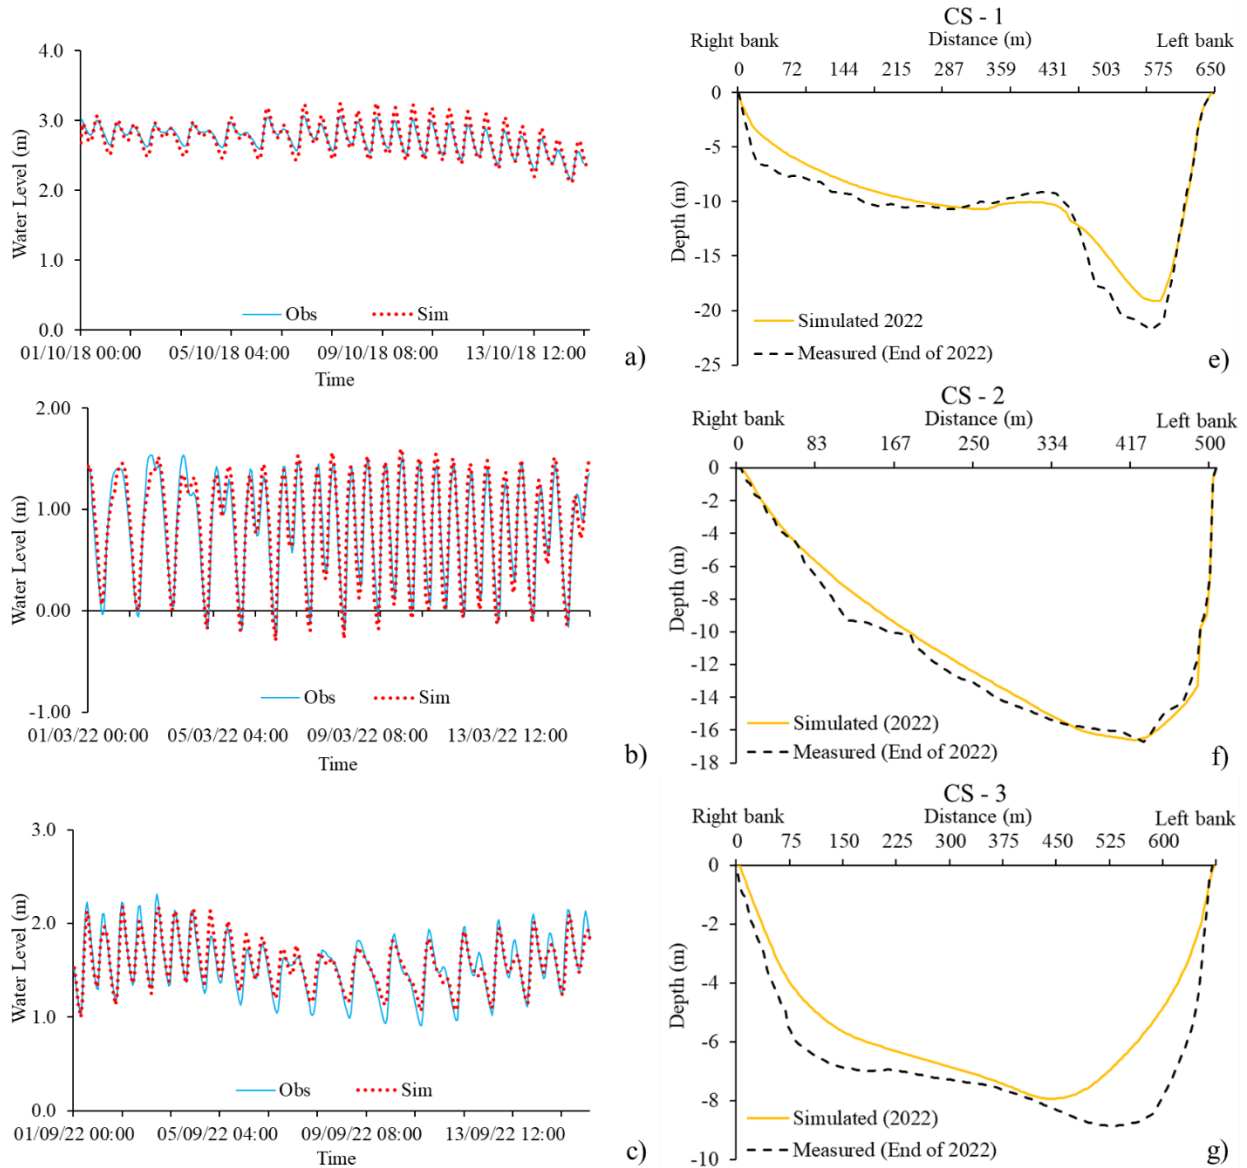 4.0
3.0
2.0
1.0
0.0
Water Level (m)
Obs
Sim
01/10/18 00:00 05/10/18 04:00 09/10/18 08:00 13/10/18 12:00
Time
a)
CS - 1
Right bank Distance (m) Left bank
0 72 144 215 287 359 431 503 575 650
0
-5
-10
-15
-20
-25
Depth (m)
Simulated 2022
Measured (End of 2022)
e)
2.00
1.00
0.00
-1.00
Water Level (m)
Obs
Sim
01/03/22 00:00 05/03/22 04:00 09/03/22 08:00 13/03/22 12:00
Time
b)
CS - 2
Right bank Distance (m) Left bank
0 83 167 250 334 417 500
0
-2
-4
-6
-8
-10
-12
-14
-16
-18
Depth (m)
Simulated (2022)
Measured (End of 2022)
f)
3.0
2.0
1.0
0.0
Water Level (m)
Obs
Sim
01/09/22 00:00 05/09/22 04:00 09/09/22 08:00 13/09/22 12:00
Time
c)
CS - 3
Right bank Distance (m) Left bank
0 75 150 225 300 375 450 525 600
0
-2
-4
-6
-8
-10
Depth (m)
Simulated (2022)
Measured (End of 2022)
g)